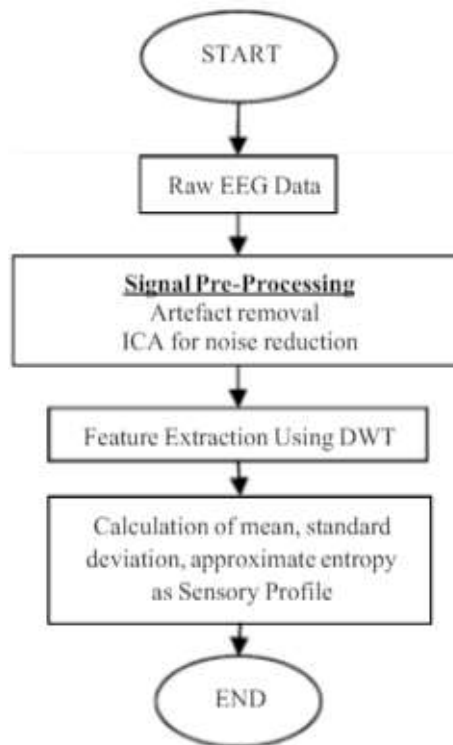 START
Raw EEG Data
Signal Pre-Processing
Artefact removal
ICA for noise reduction
Feature Extraction Using DWT
Calculation of mean, standard
deviation, approximate entropy
as Sensory Profile
END